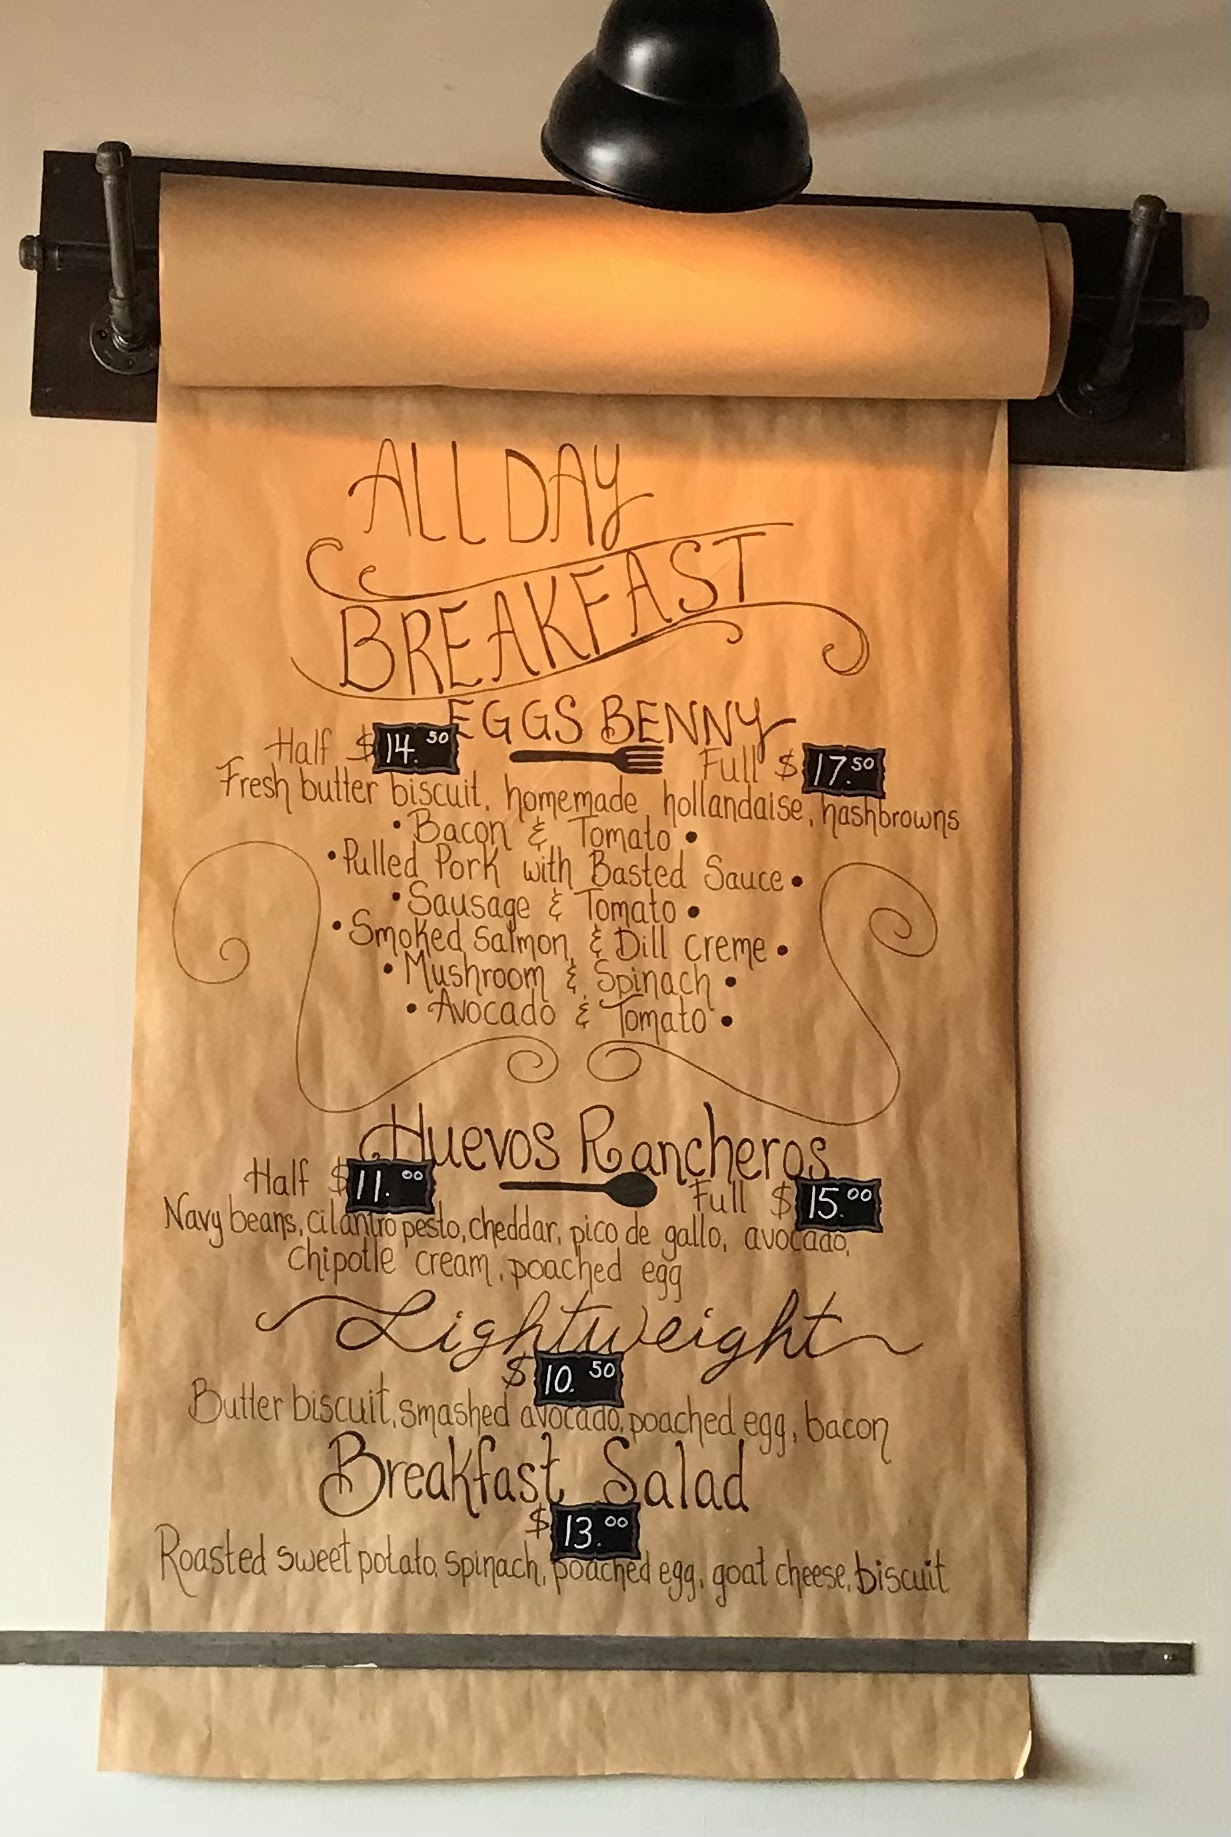 ALL DAY
BREAKFAST
EGGS BENNY
Half $14.50 Full $17.50
Fresh butter biscuit, homemade hollandaise, hashbrowns
• Bacon & Tomato •
• Pulled Pork with Basted Sauce •
• Sausage & Tomato •
• Smoked Salmon & Dill creme •
• Mushroom & Spinach •
• Avocado & Tomato •
Huevos Rancheros
Half $11.00 Full $15.00
Navy beans, cilantro pesto, cheddar, pico de gallo, avocado,
chipotle cream, poached egg
Lightweight
$10.50
Butter biscuit, smashed avocado, poached egg, bacon
Breakfast Salad
$13.00
Roasted sweet potato, spinach, poached egg, goat cheese, biscuit